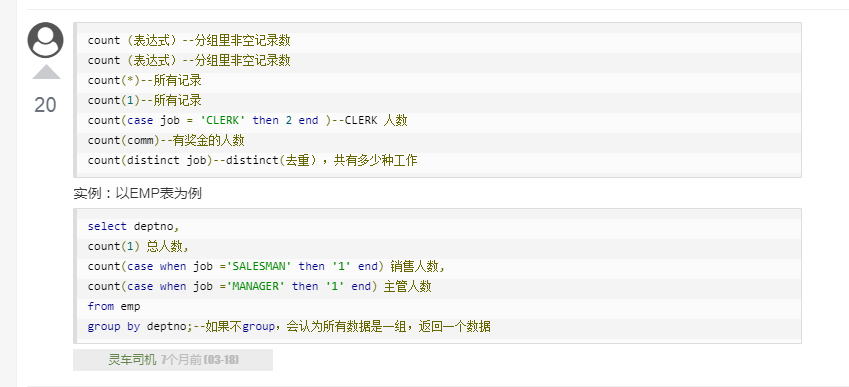 count（表达式）--分组里非空记录数
count（表达式）--分组里非空记录数
count(*)--所有记录
count(1)--所有记录
count(case job = 'CLERK' then 2 end )--CLERK 人数
20
count(comm)--有奖金的人数
count(distinct job)--distinct(去重），共有多少种工作
实例：以EMP表为例
select deptno,
count(1) 总人数,
count(case when job ='SALESMAN' then '1' end) 销售人数,
count(case when job ='MANAGER' then '1' end) 主管人数
from emp
group by deptno;--如果不group，会认为所有数据是一组，返回一个数据
灵车司机 7个月前 (03-18)